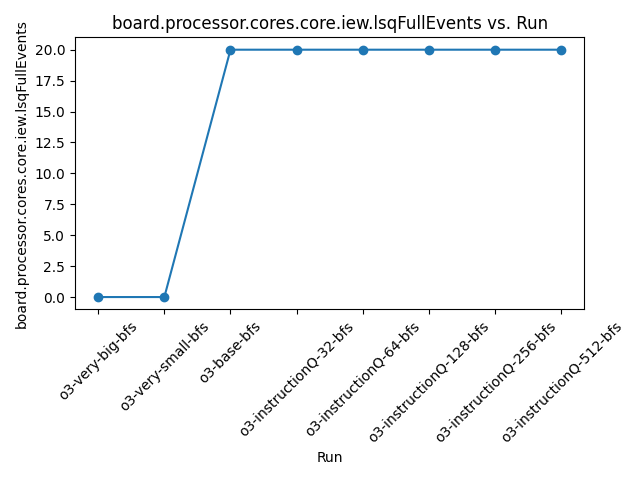 board.processor.cores.core.iew.lsqFullEvents vs. Run
board.processor.cores.core.iew.lsqFullEvents
20.0
17.5
15.0
12.5
10.0
7.5
5.0
2.5
0.0
o3-very-big-bfs
o3-very-small-bfs
o3-base-bfs
o3-instructionQ-32-bfs
o3-instructionQ-64-bfs
o3-instructionQ-128-bfs
o3-instructionQ-256-bfs
o3-instructionQ-512-bfs
Run